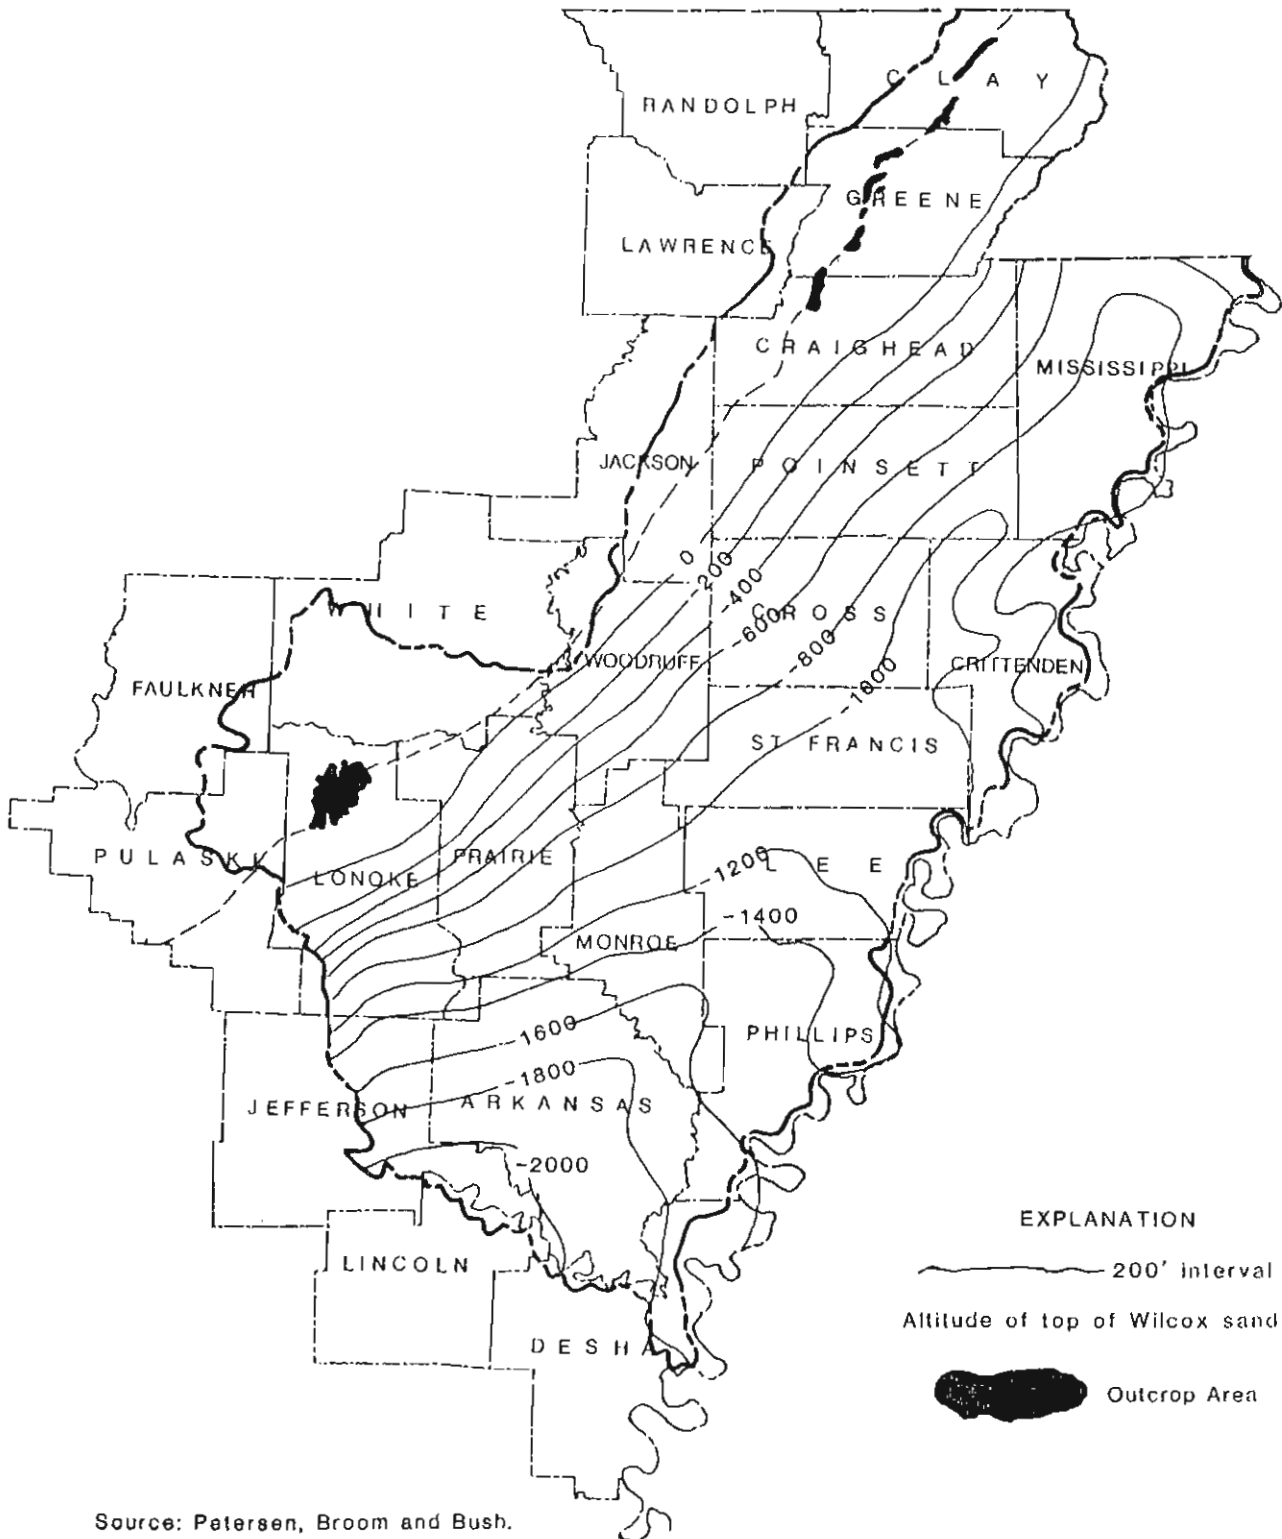 CLAY
RANDOLPH
GREENE
LAWRENCE
CRAIGHEAD
MISSISSIPPI
JACKSON
POINSETT
0
-200
-400
WHITE
CROSS
-600
-800
WOODRUFF
CRITTENDEN
-1000
FAULKNER
ST FRANCIS
PULASKI
LONOKE
PRAIRIE
-1200
LEE
-1400
MONROE
-1600
PHILLIPS
-1800
JEFFERSON
ARKANSAS
-2000
EXPLANATION
200' interval
Altitude of top of Wilcox sand
LINCOLN
DESHA
Outcrop Area
Source: Petersen, Broom and Bush.